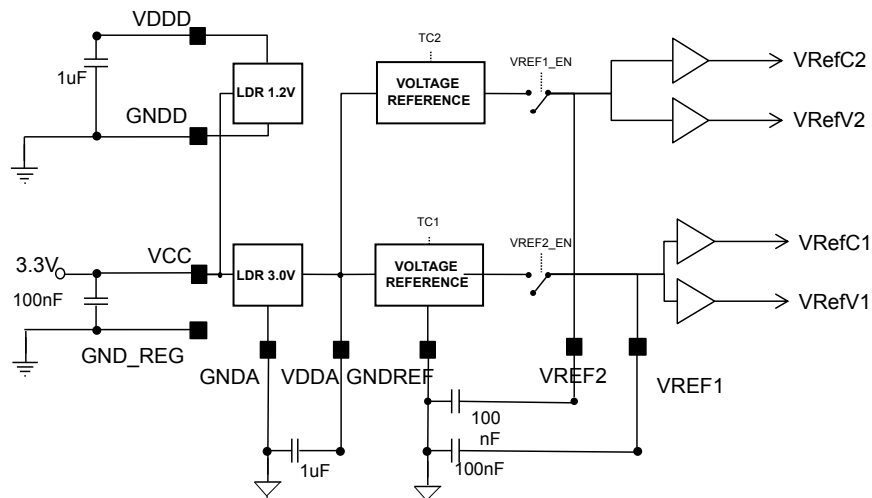 VDDD
TC2
VREF1_EN
VRefC2
1uF
LDR 1.2V
VOLTAGE
REFERENCE
GNDD
VRefV2
TC1
VRefC1
VCC
VREF2_EN
3.3V
LDR 3.0V
VOLTAGE
REFERENCE
100nF
VRefV1
GND_REG
GNDA
VDDA
GNDREF
VREF2
VREF1
100
nF
1uF
100nF